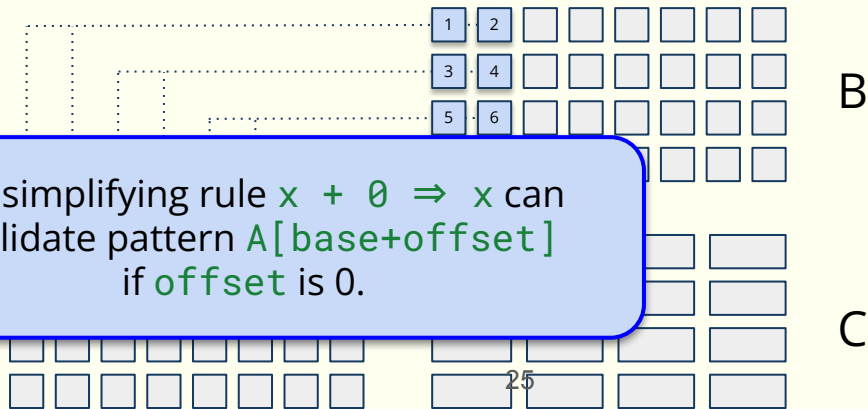 1 2
3 4
B
5 6
simplifying rule x + 0 ⇒ x can
lidate pattern A[base+offset]
if offset is 0.
C
25